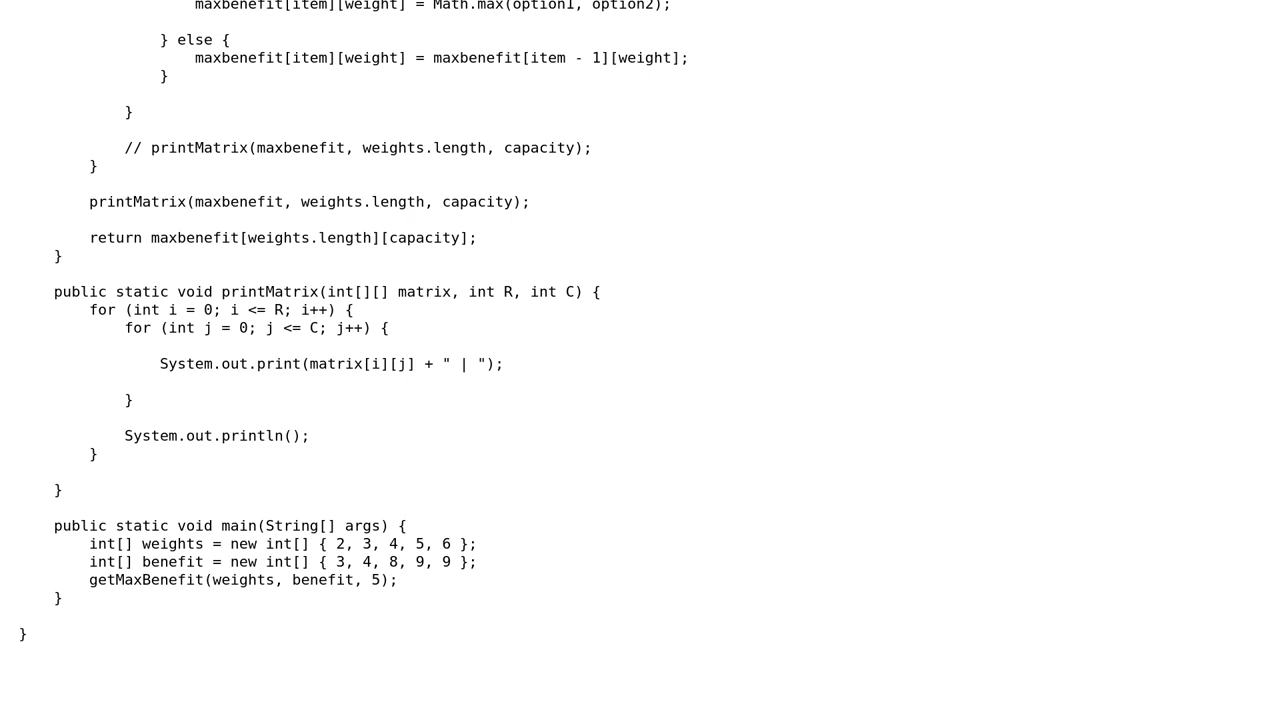 maxbenefit[item][weight] = Math.max(option1, option2);
} else {
maxbenefit[item][weight] = maxbenefit[item - 1][weight];
}
}
// printMatrix(maxbenefit, weights.length, capacity);
}
printMatrix(maxbenefit, weights.length, capacity);
return maxbenefit[weights.length][capacity];
}
public static void printMatrix(int[][] matrix, int R, int C) {
for (int i = 0; i <= R; i++) {
for (int j = 0; j <= C; j++) {
System.out.print(matrix[i][j] + " | ");
}
System.out.println();
}
}
public static void main(String[] args) {
int[] weights = new int[] { 2, 3, 4, 5, 6 };
int[] benefit = new int[] { 3, 4, 8, 9, 9 };
getMaxBenefit(weights, benefit, 5);
}
}